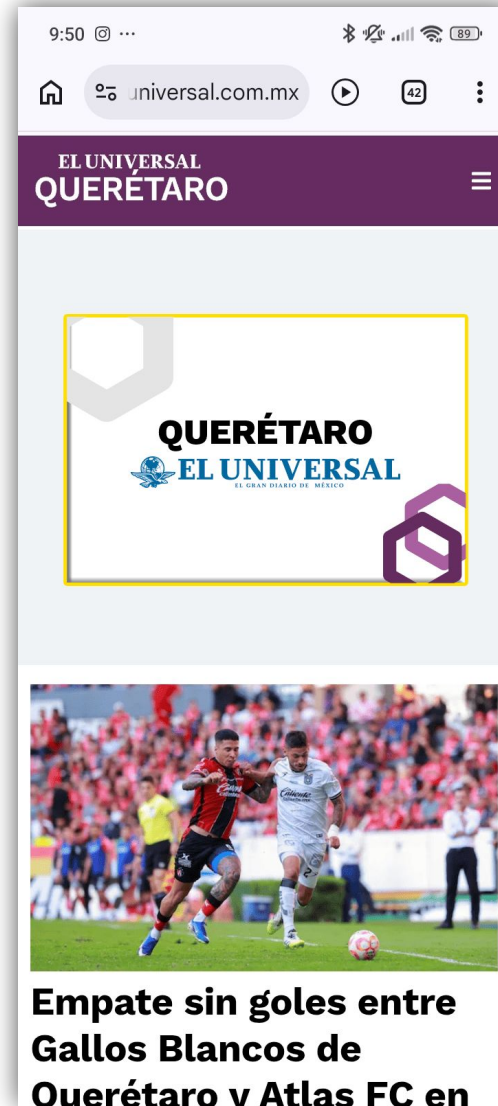 9:50
89
universal.com.mx
42
EL UNIVERSAL
QUERÉTARO
QUERÉTARO
EL UNIVERSAL
EL GRAN DIARIO DE MÉXICO
Caliente
Empate sin goles entre
Gallos Blancos de
Querétaro y Atlas FC en